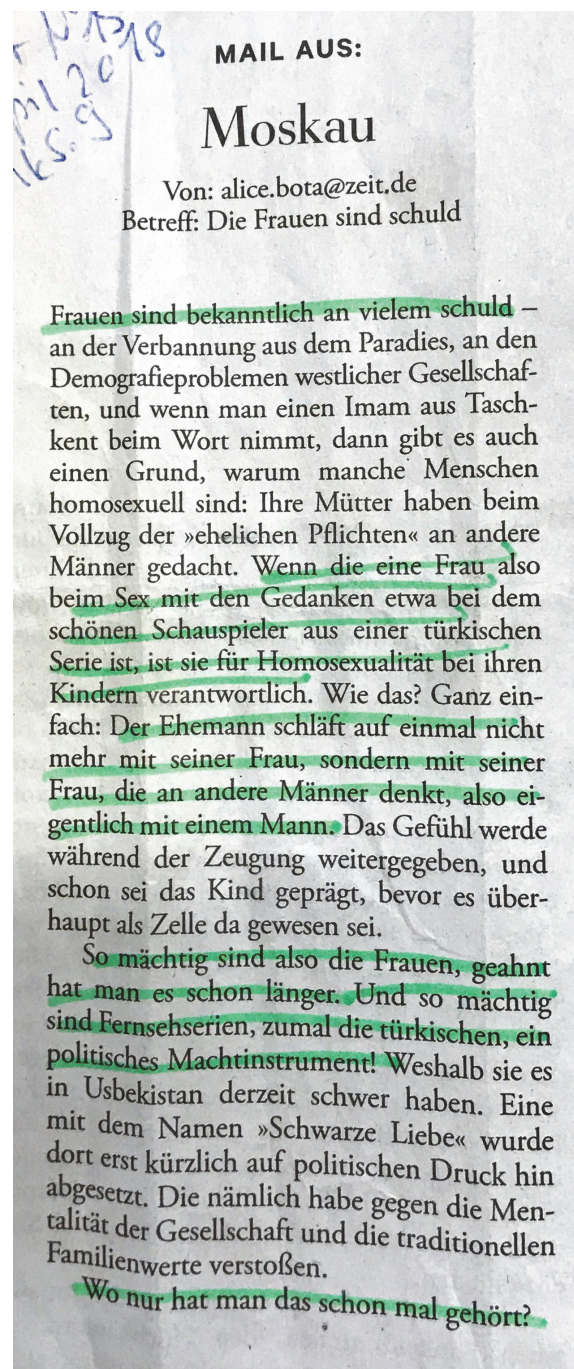 18
MAIL AUS:
Moskau
Von: alice.bota@zeit.de
Betreff: Die Frauen sind schuld
Frauen sind bekanntlich an vielem schuld –
an der Verbannung aus dem Paradies, an den
Demografieproblemen westlicher Gesellschaf-
ten, und wenn man einen Imam aus Tasch-
kent beim Wort nimmt, dann gibt es auch
einen Grund, warum manche Menschen
homosexuell sind: Ihre Mütter haben beim
Vollzug der »ehelichen Pflichten« an andere
Männer gedacht. Wenn die eine Frau also
beim Sex mit den Gedanken etwa bei dem
schönen Schauspieler aus einer türkischen
Serie ist, ist sie für Homosexualität bei ihren
Kindern verantwortlich. Wie das? Ganz ein-
fach: Der Ehemann schläft auf einmal nicht
mehr mit seiner Frau, sondern mit seiner
Frau, die an andere Männer denkt, also ei-
gentlich mit einem Mann. Das Gefühl werde
während der Zeugung weitergegeben, und
schon sei das Kind geprägt, bevor es über-
haupt als Zelle da gewesen sei.
So mächtig sind also die Frauen, geahnt
hat man es schon länger. Und so mächtig
sind Fernsehserien, zumal die türkischen, ein
politisches Machtinstrument! Weshalb sie es
in Usbekistan derzeit schwer haben. Eine
mit dem Namen »Schwarze Liebe« wurde
dort erst kürzlich auf politischen Druck hin
abgesetzt. Die nämlich habe gegen die Men-
talität der Gesellschaft und die traditionellen
Familienwerte verstoßen.
Wo nur hat man das schon mal gehört?